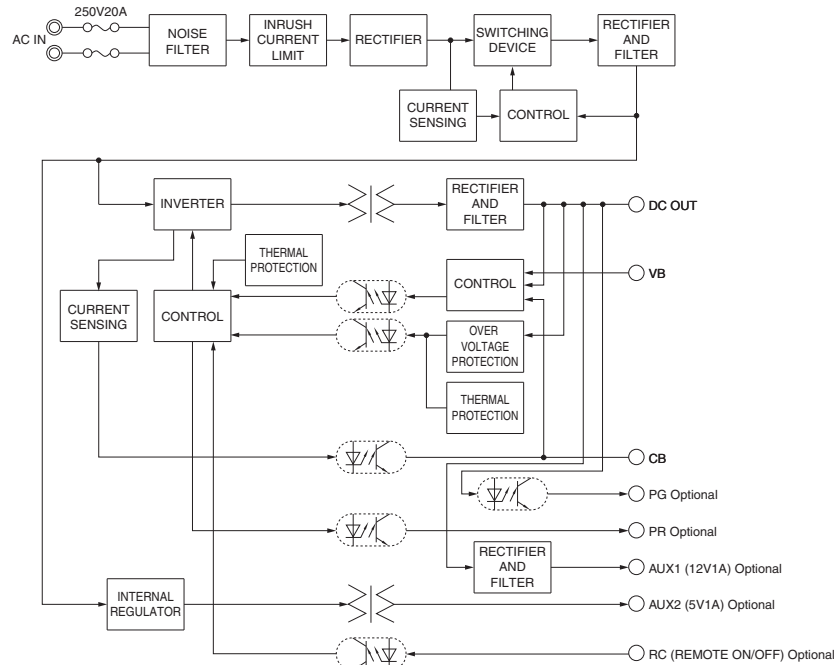 250V20A
AC IN
NOISE
FILTER
INRUSH
CURRENT
LIMIT
RECTIFIER
SWITCHING
DEVICE
RECTIFIER
AND
FILTER
CURRENT
SENSING
CONTROL
INVERTER
RECTIFIER
AND
FILTER
DC OUT
THERMAL
PROTECTION
CONTROL
VB
CURRENT
SENSING
CONTROL
OVER
VOLTAGE
PROTECTION
THERMAL
PROTECTION
CB
PG Optional
PR Optional
RECTIFIER
AND
FILTER
AUX1 (12V1A) Optional
INTERNAL
REGULATOR
AUX2 (5V1A) Optional
RC (REMOTE ON/OFF) Optional